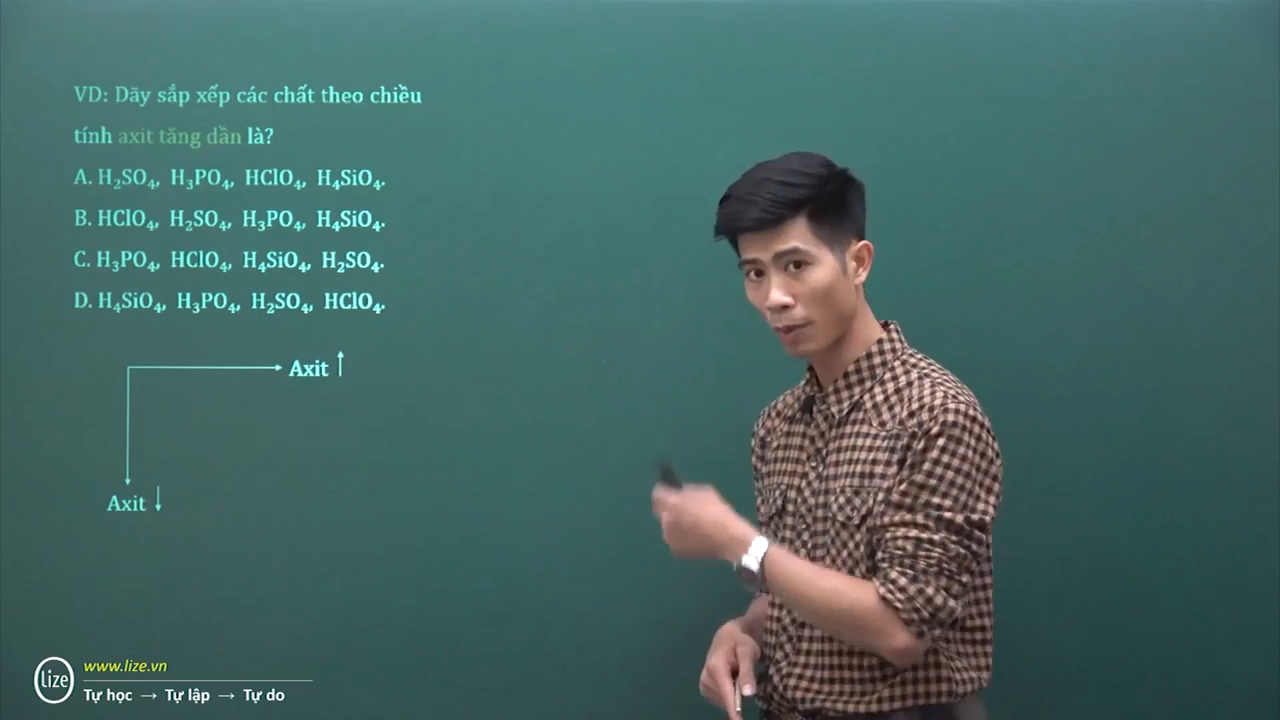 VD: Dãy sắp xếp các chất theo chiều
tính axit tăng dần là?
A. H₂SO₄, H₃PO₄, HClO₄, H₄SiO₄.
B. HClO₄, H₂SO₄, H₃PO₄, H₄SiO₄.
C. H₃PO₄, HClO₄, H₄SiO₄, H₂SO₄.
D. H₄SiO₄, H₃PO₄, H₂SO₄, HClO₄.
Axit ↑
Axit ↓
lize
www.lize.vn
Tự học → Tự lập → Tự do